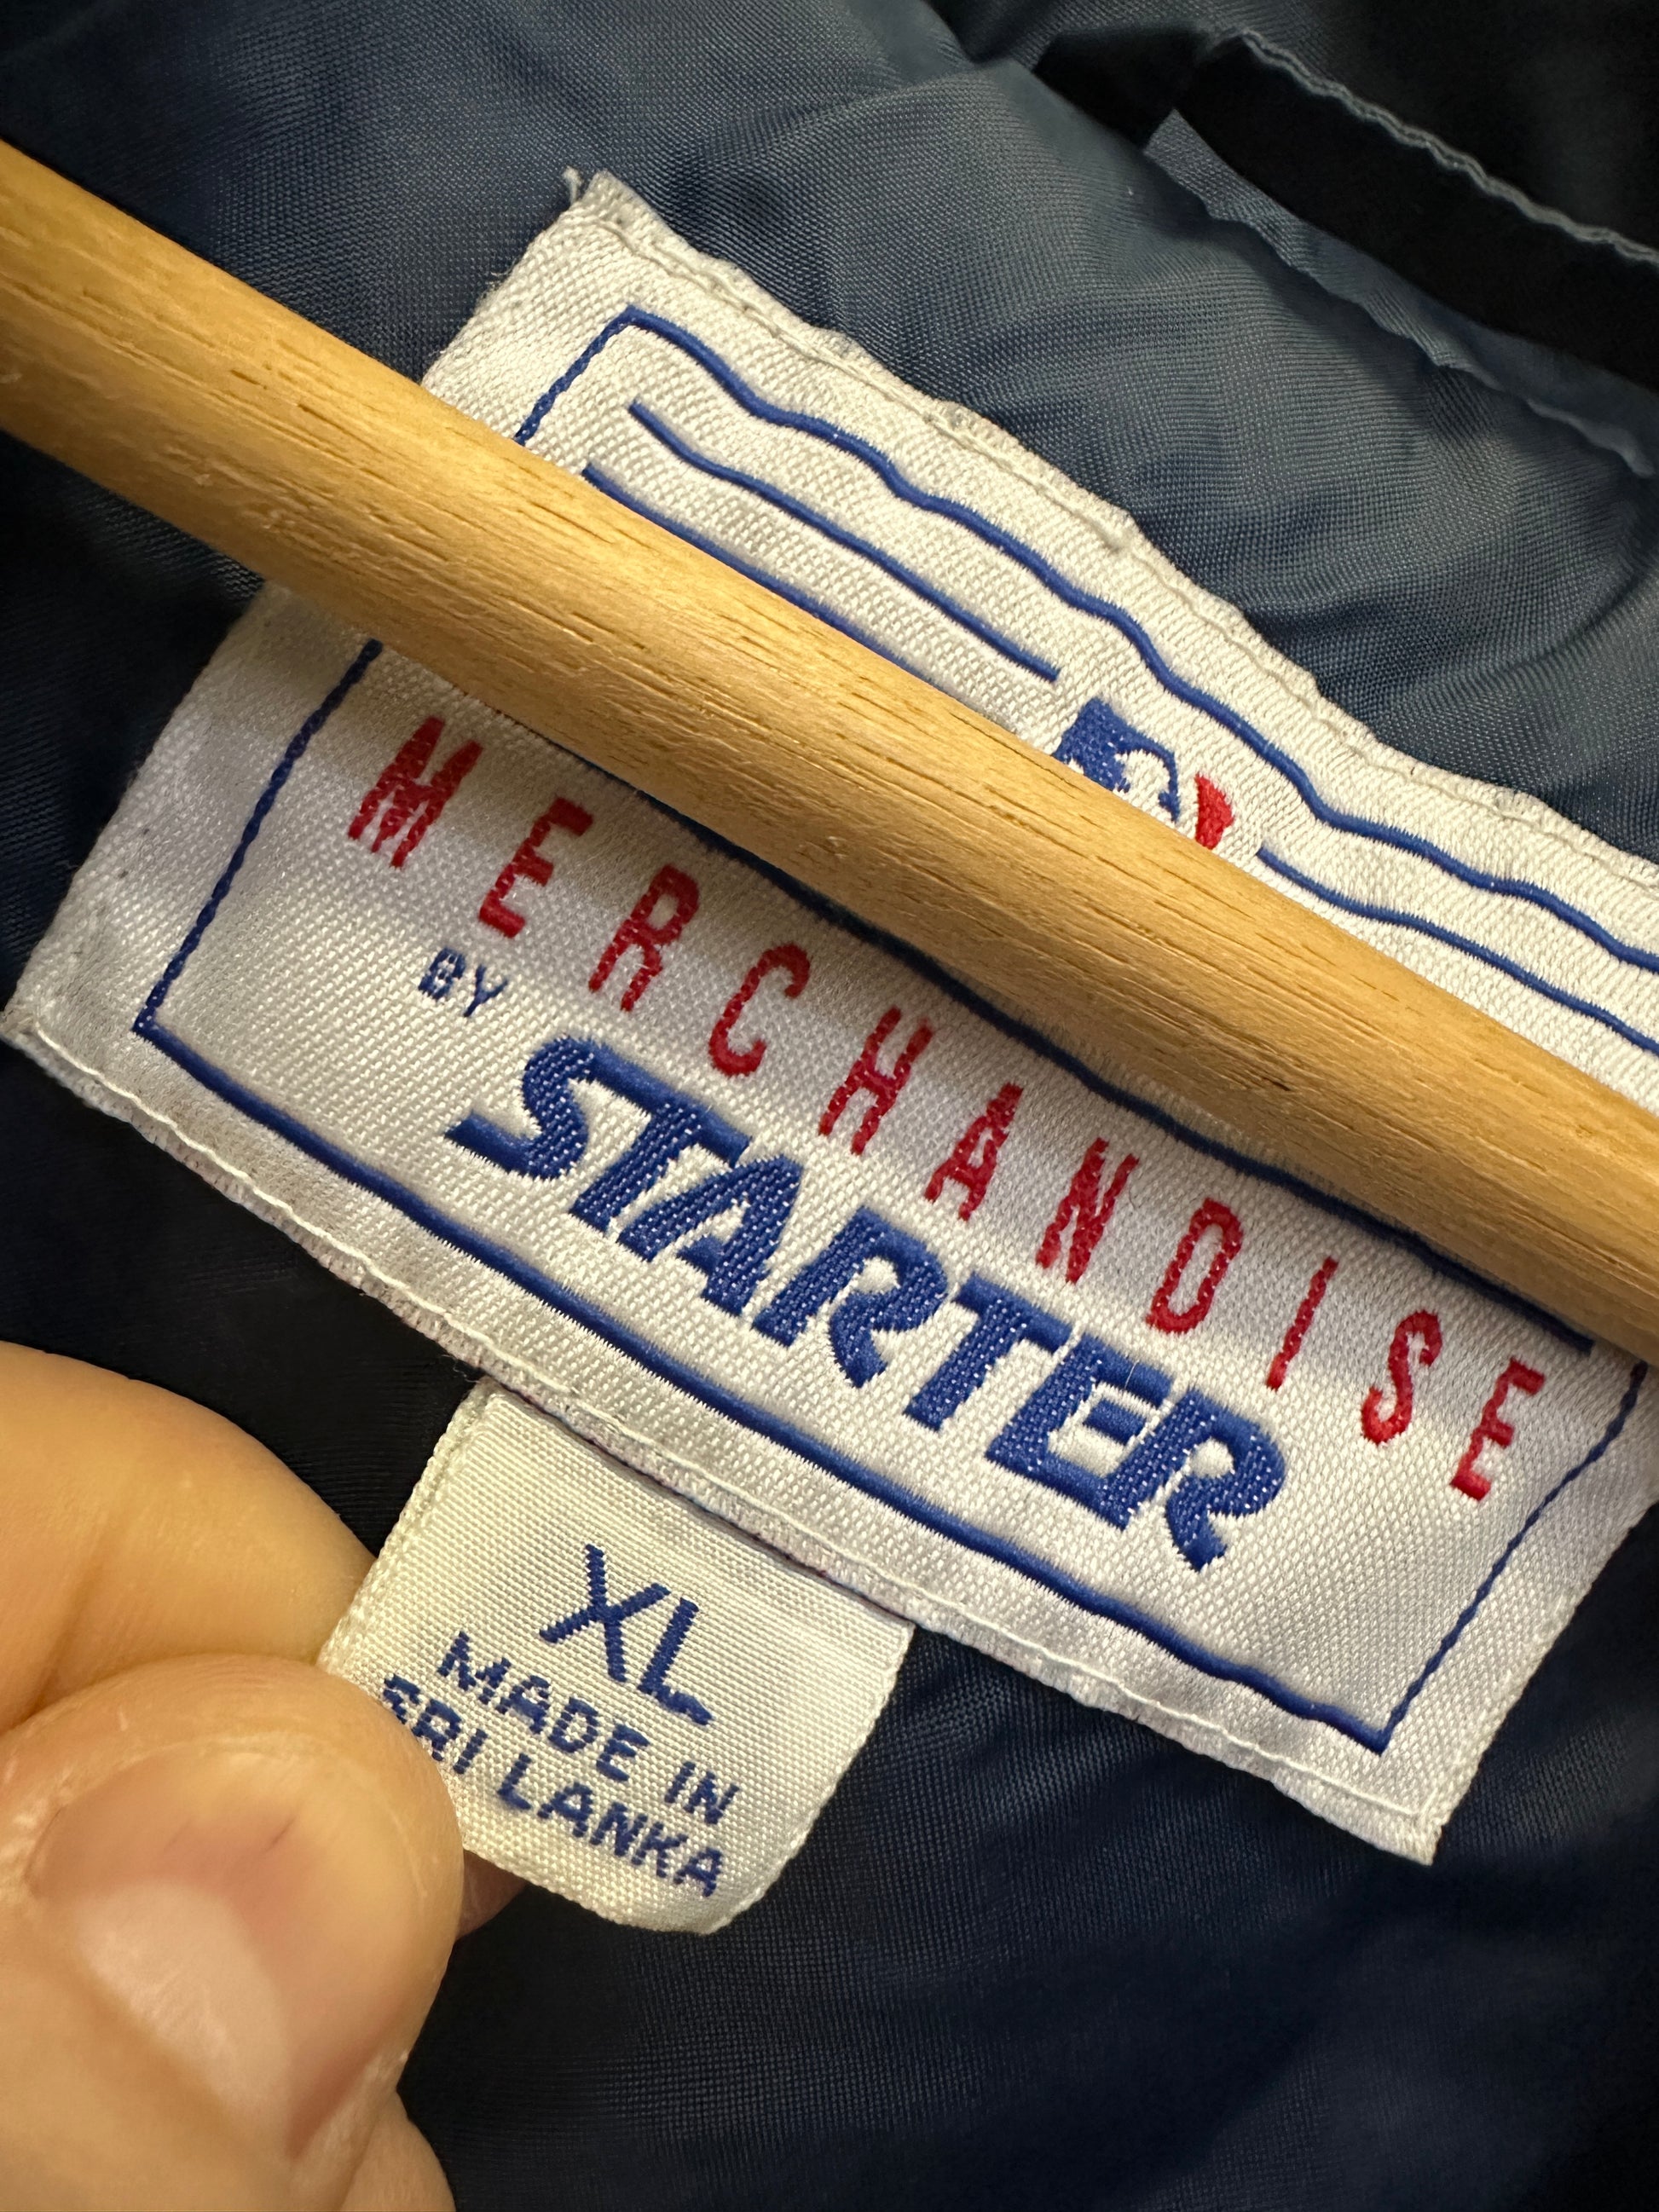 MERCHANDISE
BY
STARTER
XL
MADE IN
SRI LANKA